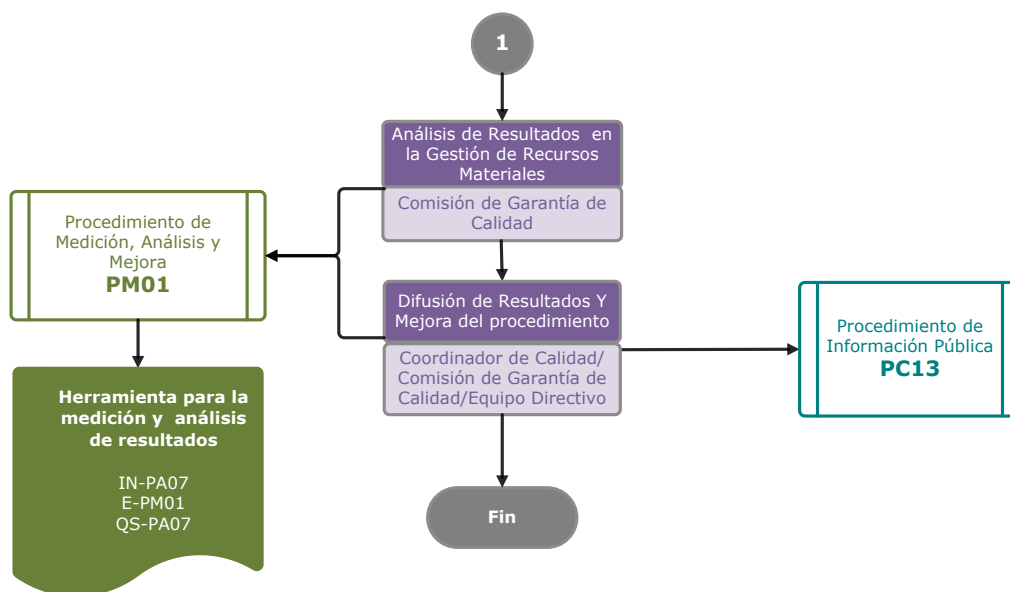 1
Análisis de Resultados en
la Gestión de Recursos
Materiales
Comisión de Garantía de
Calidad
Procedimiento de
Medición, Análisis y
Mejora
PM01
Difusión de Resultados Y
Mejora del procedimiento
Coordinador de Calidad/
Comisión de Garantía de
Calidad/Equipo Directivo
Procedimiento de
Información Pública
PC13
Herramienta para la
medición y análisis
de resultados
IN-PA07
E-PM01
QS-PA07
Fin